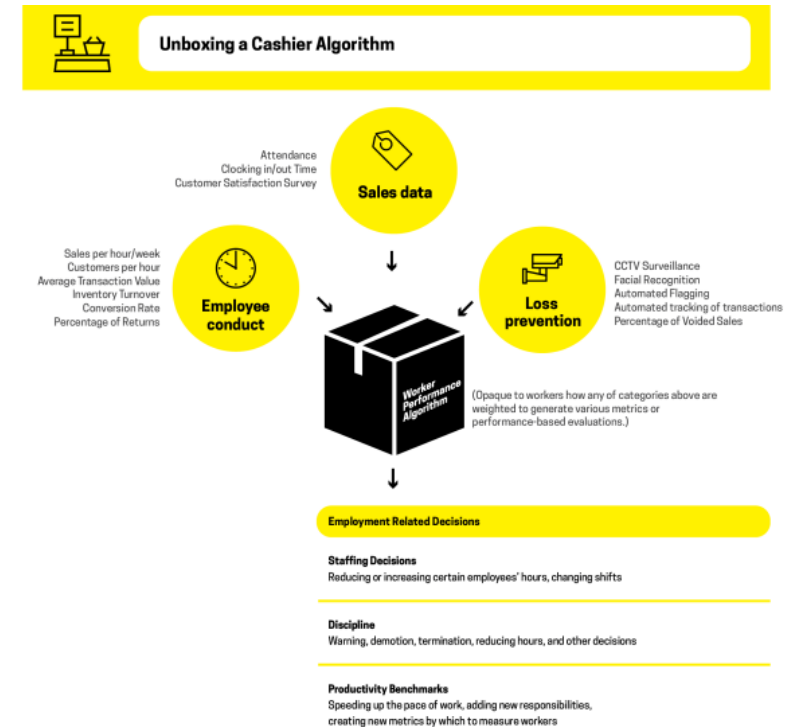 Unboxing a Cashier Algorithm
Attendance
Clocking in/out Time
Customer Satisfaction Survey
Sales data
Sales per hour/week
Customers per hour
Average Transaction Value
Inventory Turnover
Conversion Rate
Percentage of Returns
Employee
conduct
Loss
prevention
CCTV Surveillance
Facial Recognition
Automated Flagging
Automated tracking of transactions
Percentage of Voided Sales
Worker
Performance
Algorithm
(Opaque to workers how any of categories above are
weighted to generate various metrics or
performance-based evaluations.)
Employment Related Decisions
Staffing Decisions
Reducing or increasing certain employees' hours, changing shifts
Discipline
Warning, demotion, termination, reducing hours, and other decisions
Productivity Benchmarks
Speeding up the pace of work, adding new responsibilities,
creating new metrics by which to measure workers